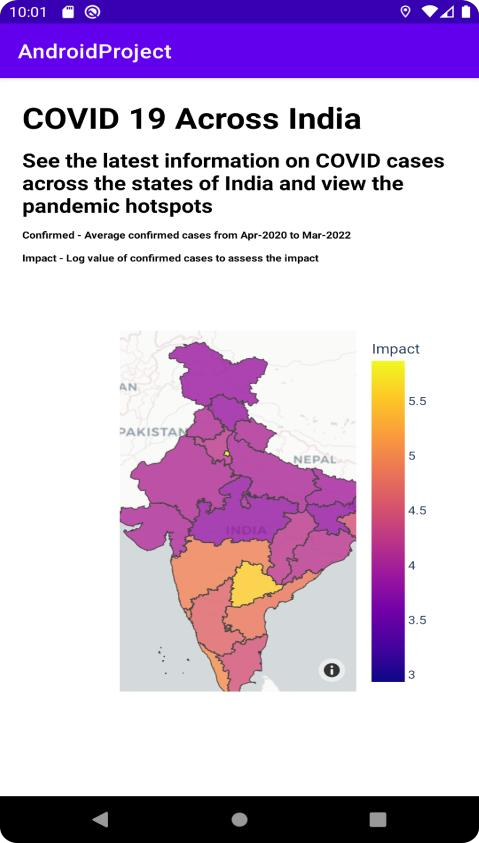 10:01
AndroidProject
COVID 19 Across India
See the latest information on COVID cases
across the states of India and view the
pandemic hotspots
Confirmed - Average confirmed cases from Apr-2020 to Mar-2022
Impact - Log value of confirmed cases to assess the impact
Impact
AN
5.5
PAKISTAN
5
NEPAL
4.5
INDIA
4
3.5
3